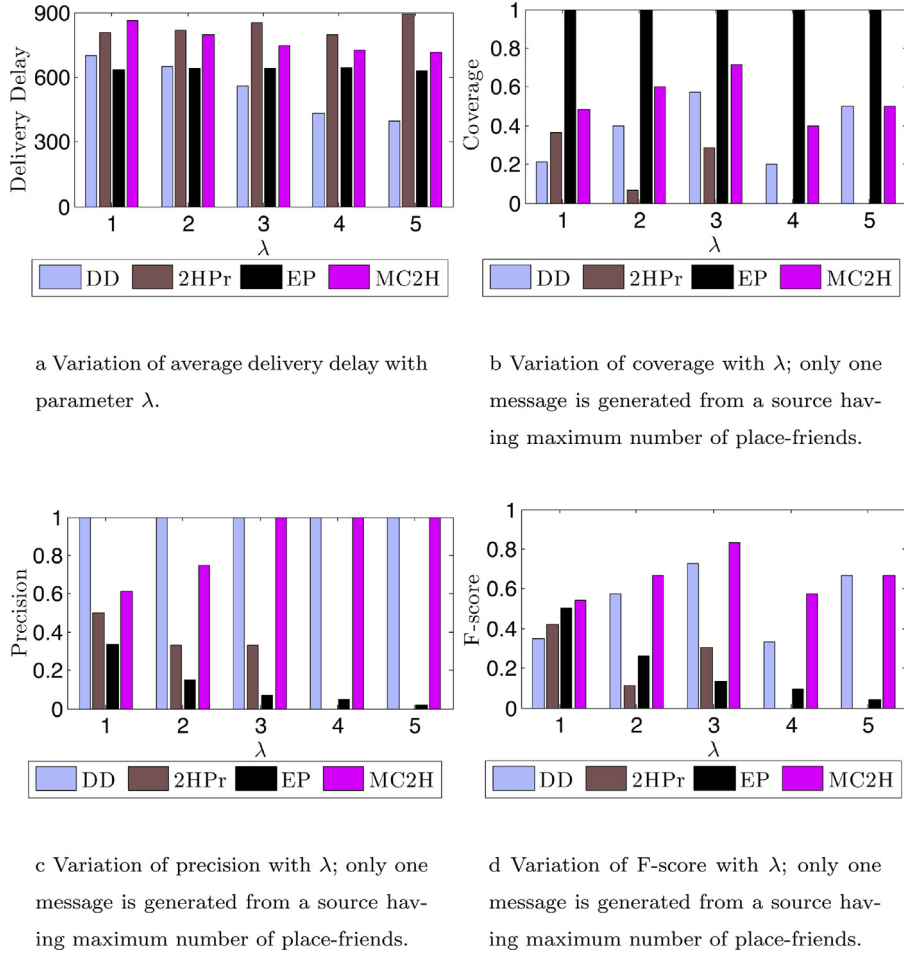 900
600
300
0
Delivery Delay
1 2 3 4 5
λ
DD 2HPr EP MC2H
a Variation of average delivery delay with
parameter λ.
1
0.8
0.6
0.4
0.2
0
Coverage
1 2 3 4 5
λ
DD 2HPr EP MC2H
b Variation of coverage with λ; only one
message is generated from a source hav-
ing maximum number of place-friends.
1
0.8
0.6
0.4
0.2
0
Precision
1 2 3 4 5
λ
DD 2HPr EP MC2H
c Variation of precision with λ; only one
message is generated from a source hav-
ing maximum number of place-friends.
1
0.8
0.6
0.4
0.2
0
F-score
1 2 3 4 5
λ
DD 2HPr EP MC2H
d Variation of F-score with λ; only one
message is generated from a source hav-
ing maximum number of place-friends.